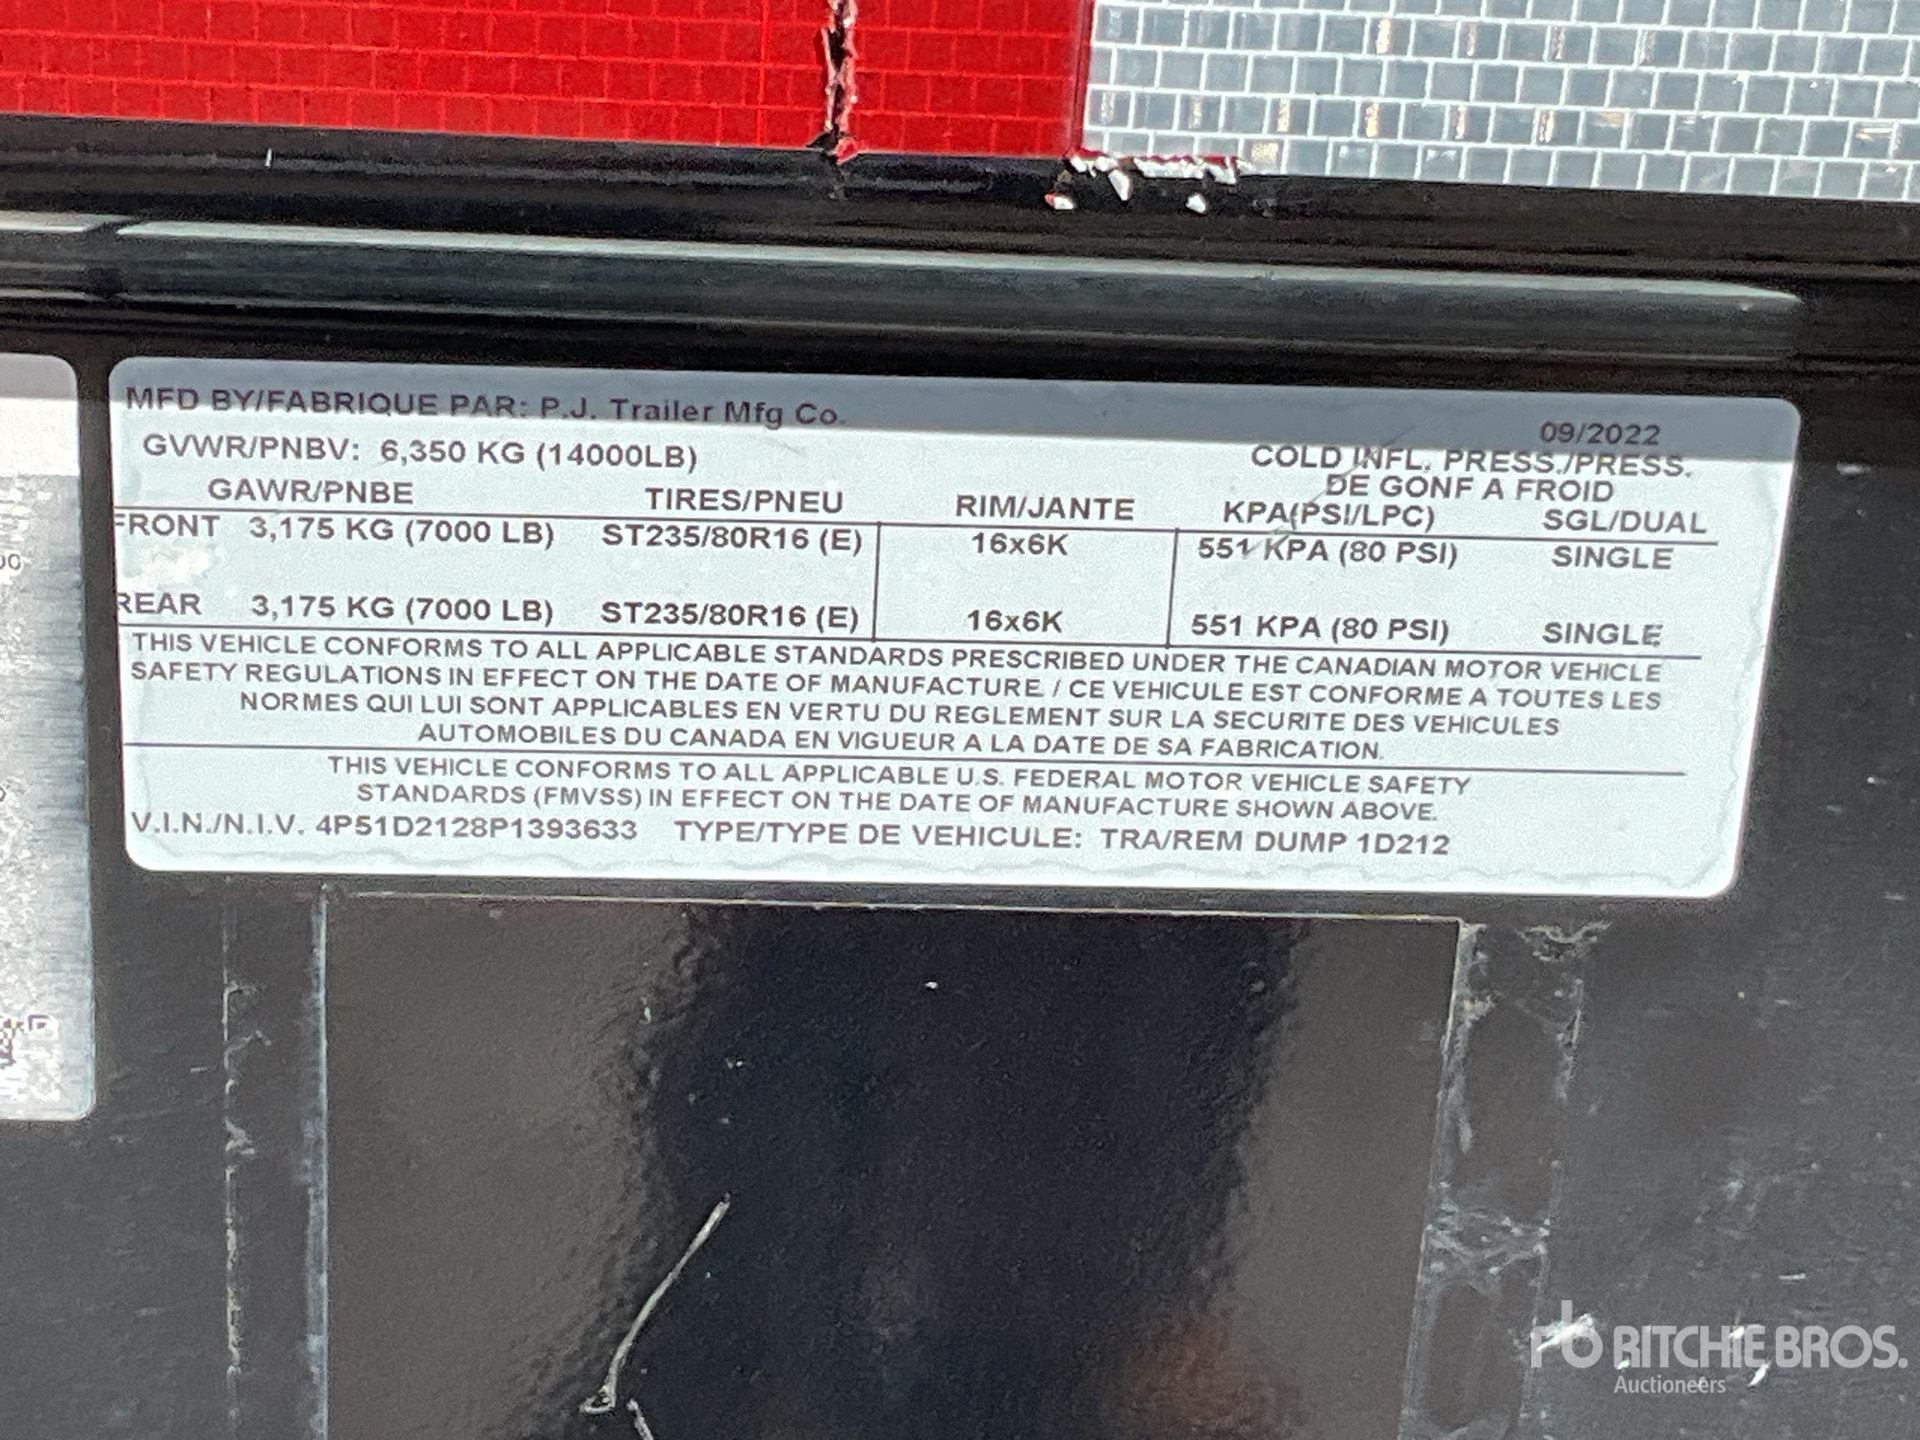 MFD BY/FABRIQUE PAR: P.J. Trailer Mfg Co.
09/2022
GVWR/PNBV: 6,350 KG (14000LB)
COLD INFL. PRESS./PRESS.
DE GONF A FROID
GAWR/PNBE TIRES/PNEU RIM/JANTE KPA(PSI/LPC) SGL/DUAL
FRONT 3,175 KG (7000 LB) ST235/80R16 (E) 16x6K 551 KPA (80 PSI) SINGLE
REAR 3,175 KG (7000 LB) ST235/80R16 (E) 16x6K 551 KPA (80 PSI) SINGLE
THIS VEHICLE CONFORMS TO ALL APPLICABLE STANDARDS PRESCRIBED UNDER THE CANADIAN MOTOR VEHICLE
SAFETY REGULATIONS IN EFFECT ON THE DATE OF MANUFACTURE / CE VEHICULE EST CONFORME A TOUTES LES
NORMES QUI LUI SONT APPLICABLES EN VERTU DU REGLEMENT SUR LA SECURITE DES VEHICULES
AUTOMOBILES DU CANADA EN VIGUEUR A LA DATE DE SA FABRICATION.
THIS VEHICLE CONFORMS TO ALL APPLICABLE U.S. FEDERAL MOTOR VEHICLE SAFETY
STANDARDS (FMVSS) IN EFFECT ON THE DATE OF MANUFACTURE SHOWN ABOVE.
V.I.N./N.I.V. 4P51D2128P1393633 TYPE/TYPE DE VEHICULE: TRA/REM DUMP 1D212
rb RITCHIE BROS.
Auctioneers